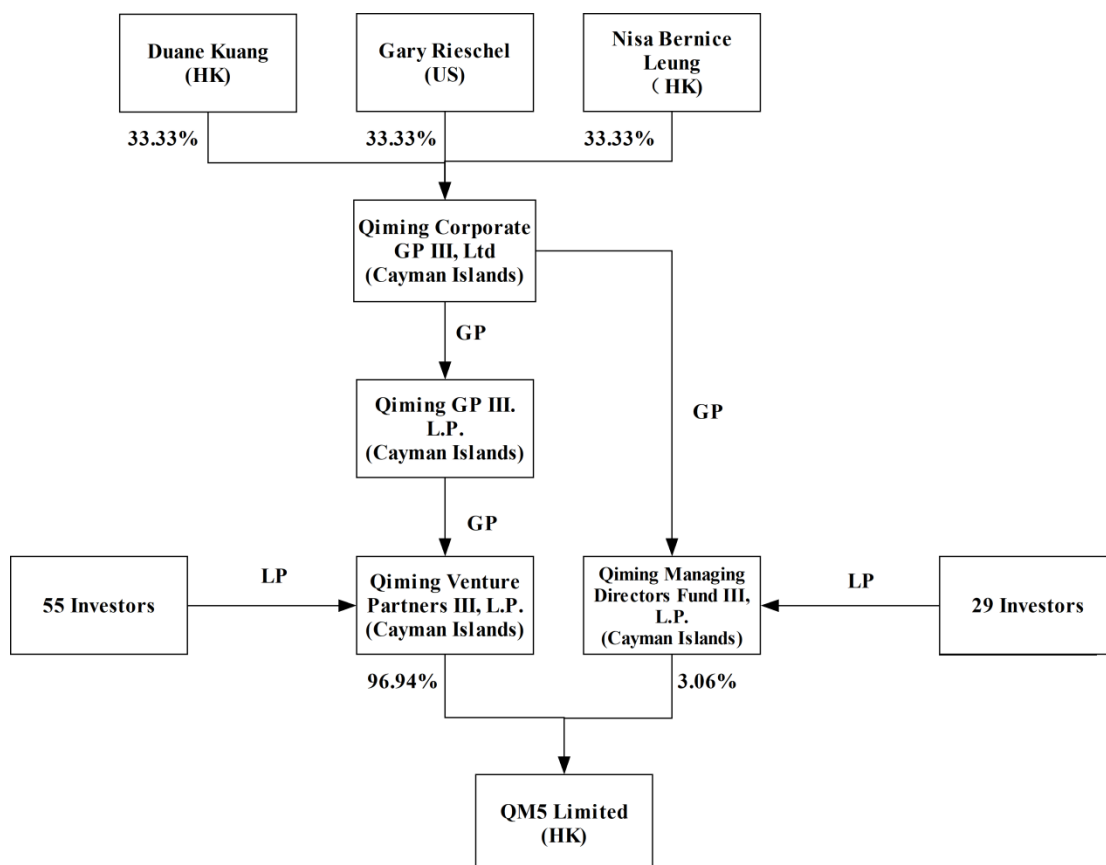 Duane Kuang
(HK)
Gary Rieschel
(US)
Nisa Bernice
Leung
（HK)
33.33%
33.33%
33.33%
Qiming Corporate
GP III, Ltd
(Cayman Islands)
GP
Qiming GP III.
L.P.
(Cayman Islands)
GP
GP
55 Investors
LP
Qiming Venture
Partners III, L.P.
(Cayman Islands)
Qiming Managing
Directors Fund III,
L.P.
(Cayman Islands)
LP
29 Investors
96.94%
3.06%
QM5 Limited
(HK)